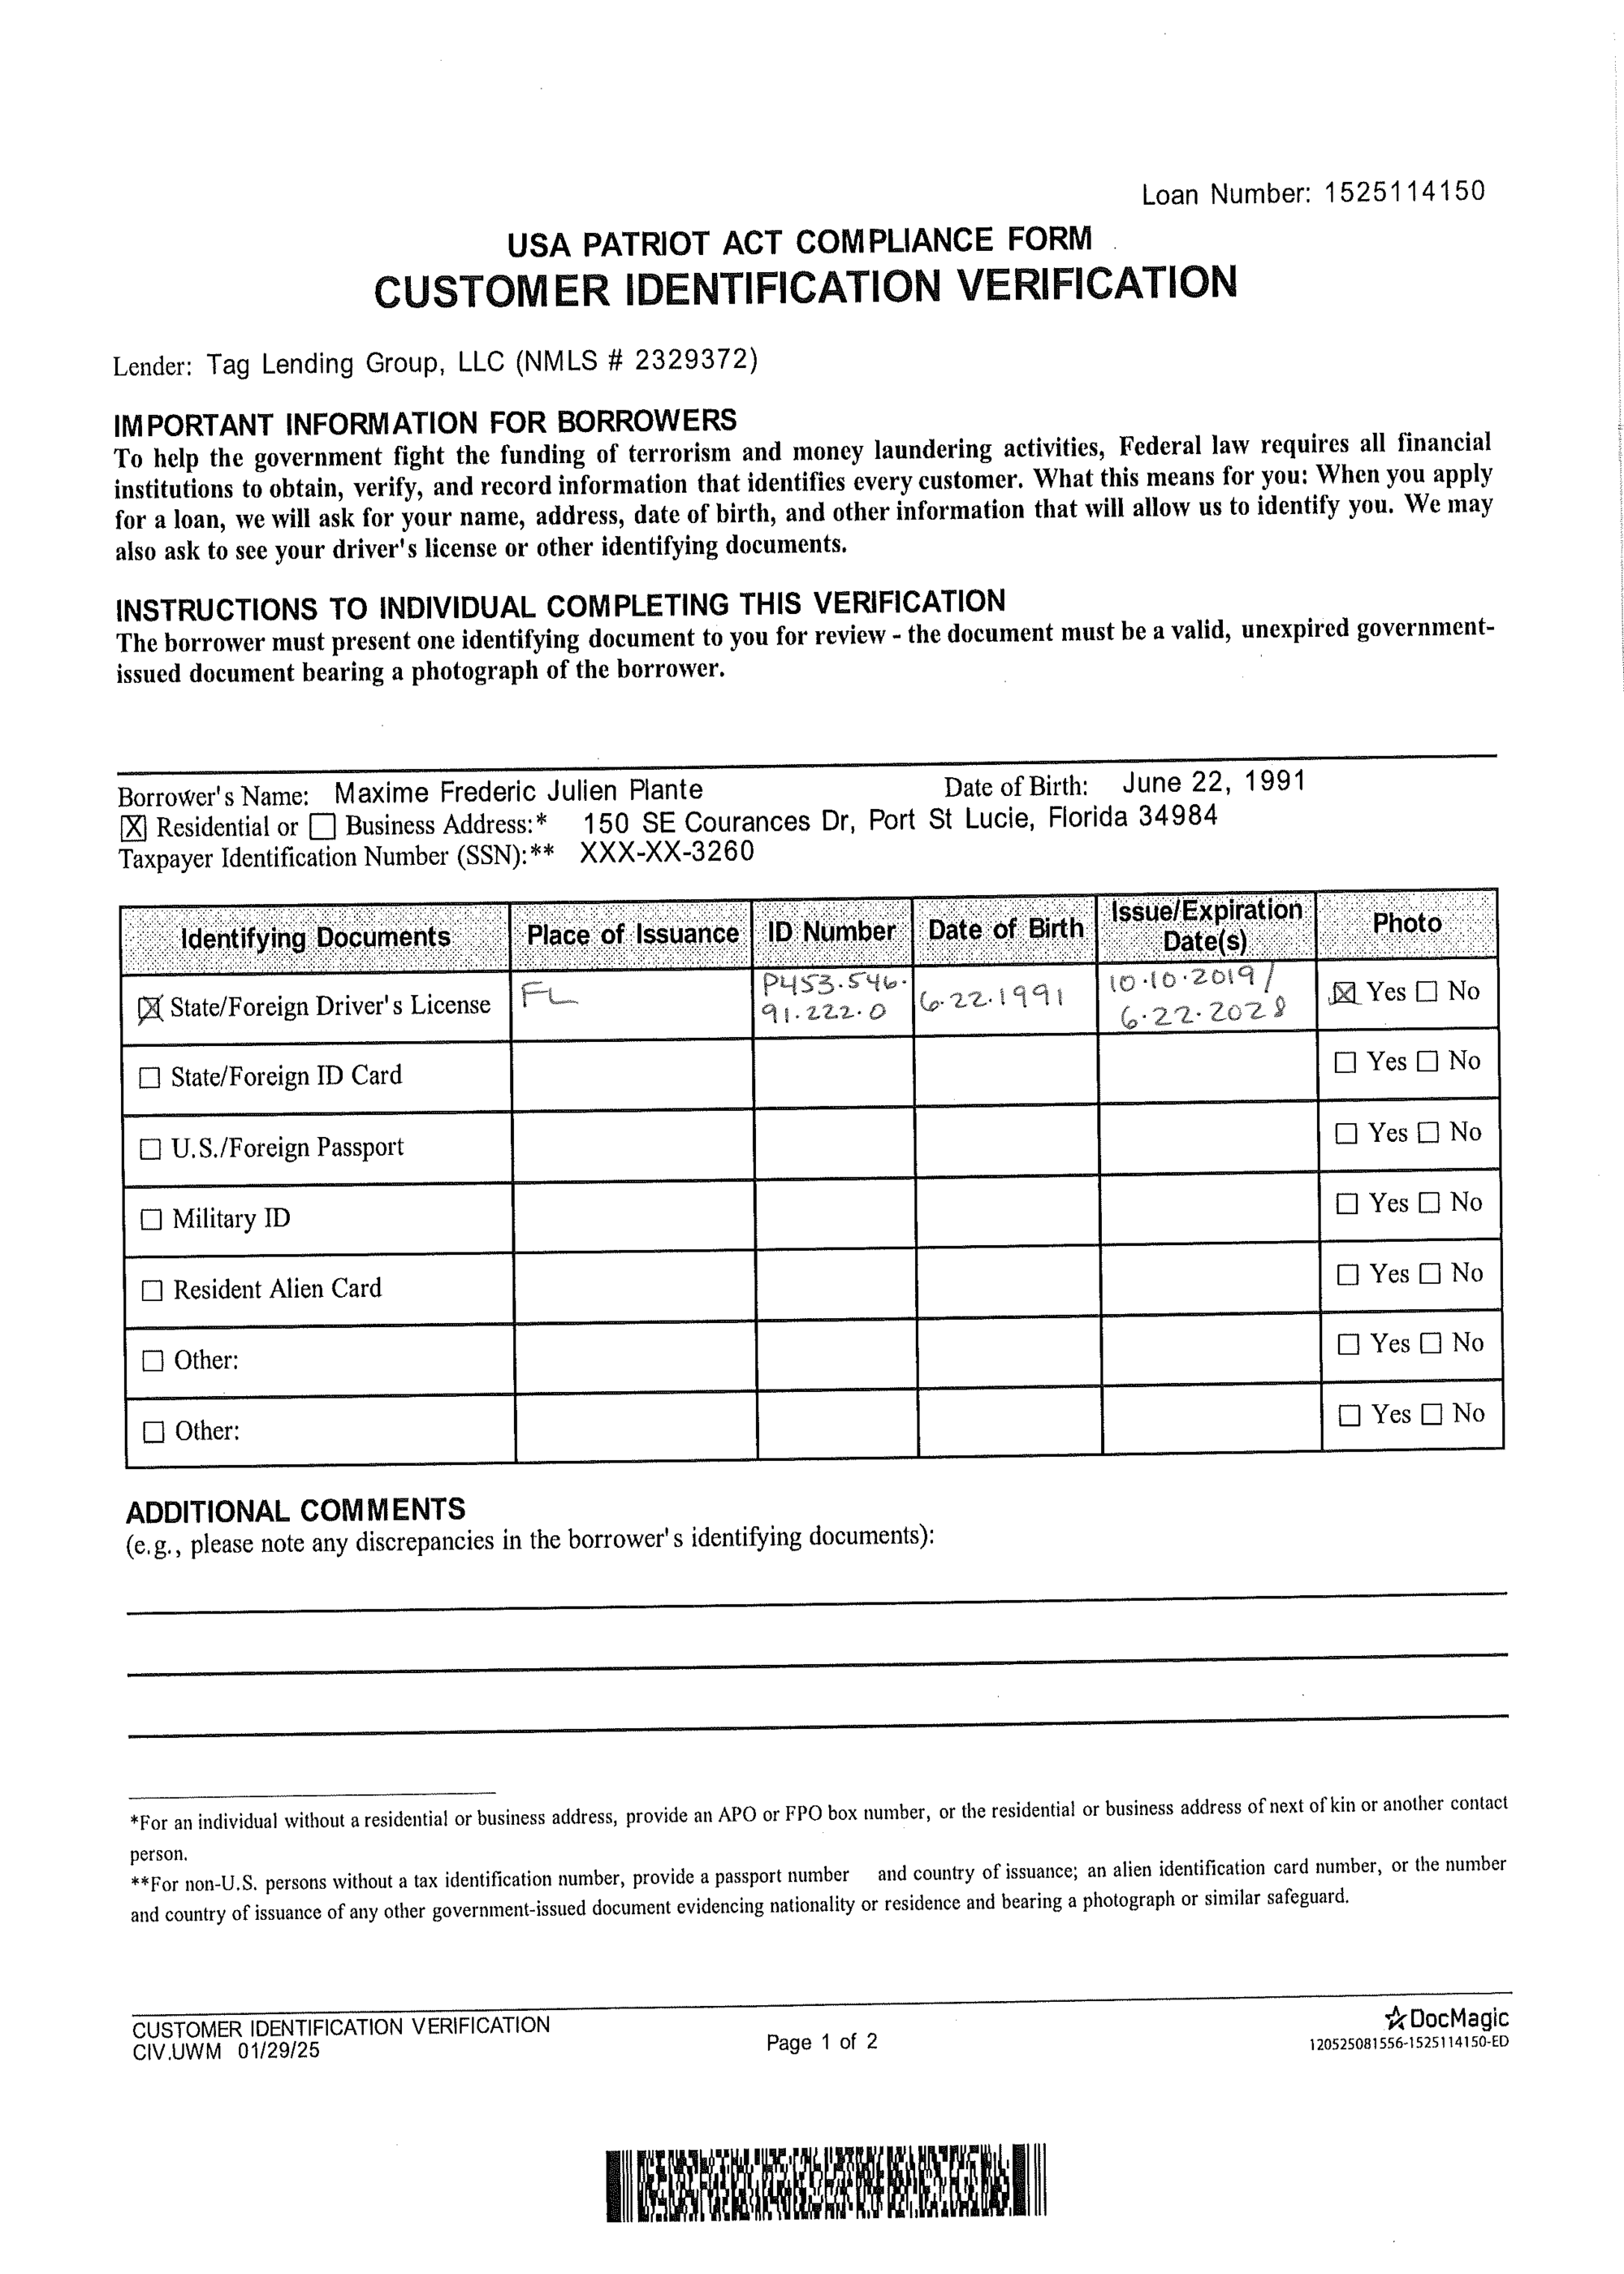 Loan Number: 1525114150
USA PATRIOT ACT COMPLIANCE FORM
CUSTOMER IDENTIFICATION VERIFICATION
Lender: Tag Lending Group, LLC (NMLS # 2329372)
IMPORTANT INFORMATION FOR BORROWERS
To help the government fight the funding of terrorism and money laundering activities, Federal law requires all financial
institutions to obtain, verify, and record information that identifies every customer. What this means for you: When you apply
for a loan, we will ask for your name, address, date of birth, and other information that will allow us to identify you. We may
also ask to see your driver's license or other identifying documents.
INSTRUCTIONS TO INDIVIDUAL COMPLETING THIS VERIFICATION
The borrower must present one identifying document to you for review - the document must be a valid, unexpired government-
issued document bearing a photograph of the borrower.
Borrower's Name: Maxime Frederic Julien Plante Date of Birth: June 22, 1991
☒ Residential or ☐ Business Address:* 150 SE Courances Dr, Port St Lucie, Florida 34984
Taxpayer Identification Number (SSN):** XXX-XX-3260
Identifying Documents Place of Issuance ID Number Date of Birth Issue/Expiration Date(s) Photo
☒ State/Foreign Driver's License FL P453.546.91.222.0 6.22.1991 10.10.2019/6.22.2028 ☒ Yes ☐ No
☐ State/Foreign ID Card ☐ Yes ☐ No
☐ U.S./Foreign Passport ☐ Yes ☐ No
☐ Military ID ☐ Yes ☐ No
☐ Resident Alien Card ☐ Yes ☐ No
☐ Other: ☐ Yes ☐ No
☐ Other: ☐ Yes ☐ No
ADDITIONAL COMMENTS
(e.g., please note any discrepancies in the borrower's identifying documents):
*For an individual without a residential or business address, provide an APO or FPO box number, or the residential or business address of next of kin or another contact
person.
**For non-U.S. persons without a tax identification number, provide a passport number and country of issuance; an alien identification card number, or the number
and country of issuance of any other government-issued document evidencing nationality or residence and bearing a photograph or similar safeguard.
CUSTOMER IDENTIFICATION VERIFICATION
CIV.UWM 01/29/25
Page 1 of 2
DocMagic
120525081556-1525114150-ED